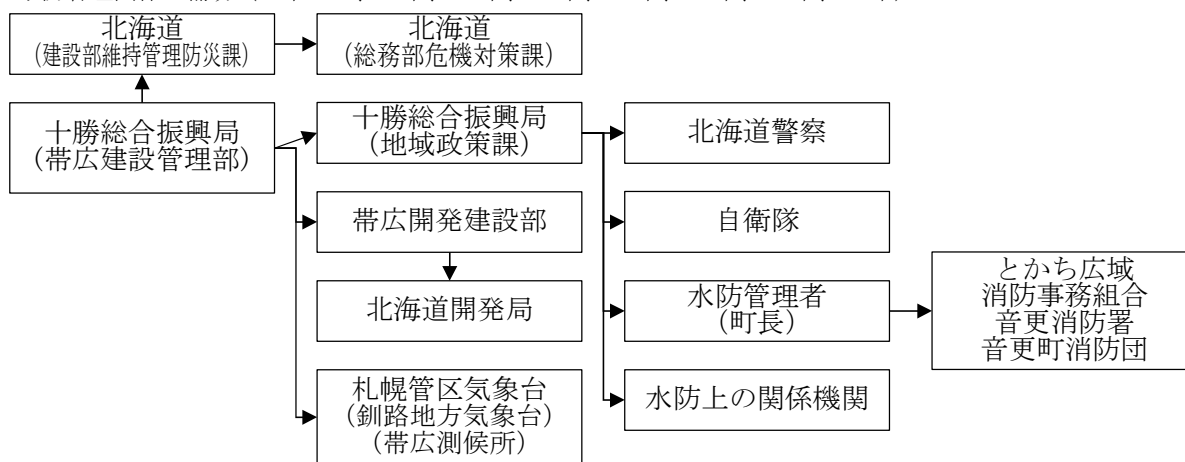 北海道
(建設部維持管理防災課)
北海道
(総務部危機対策課)
十勝総合振興局
(帯広建設管理部)
十勝総合振興局
(地域政策課)
北海道警察
帯広開発建設部
自衛隊
北海道開発局
水防管理者
(町長)
とかち広域
消防事務組合
音更消防署
音更町消防団
札幌管区気象台
(釧路地方気象台)
(帯広測候所)
水防上の関係機関